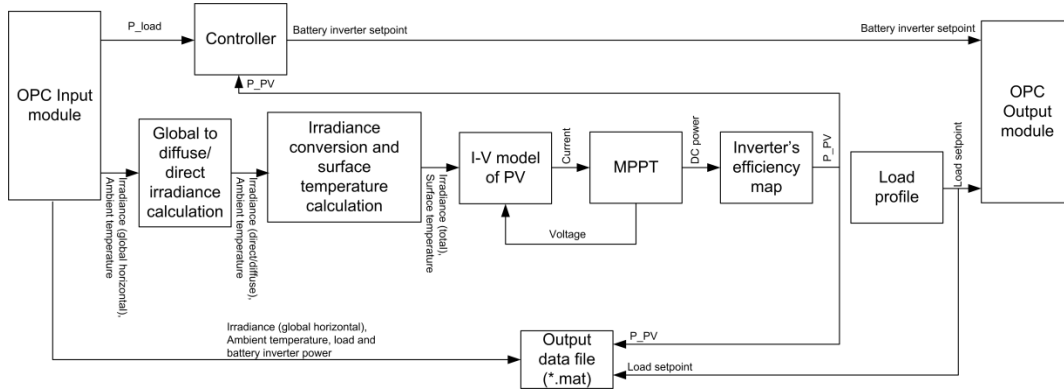 P_load
Controller
Battery inverter setpoint
Battery inverter setpoint
OPC Input
module
P_PV
OPC
Output
module
Global to
diffuse/
direct
irradiance
calculation
Irradiance
conversion and
surface
temperature
calculation
I-V model
of PV
Current
MPPT
DC power
Inverter's
efficiency
map
P_PV
Load
profile
Load setpoint
Irradiance (global horizontal),
Ambient temperature
Irradiance (direct/diffuse),
Ambient temperature
Irradiance (total),
Surface temperature
Voltage
Irradiance (global horizontal),
Ambient temperature, load and
battery inverter power
Output
data file
(*.mat)
P_PV
Load setpoint